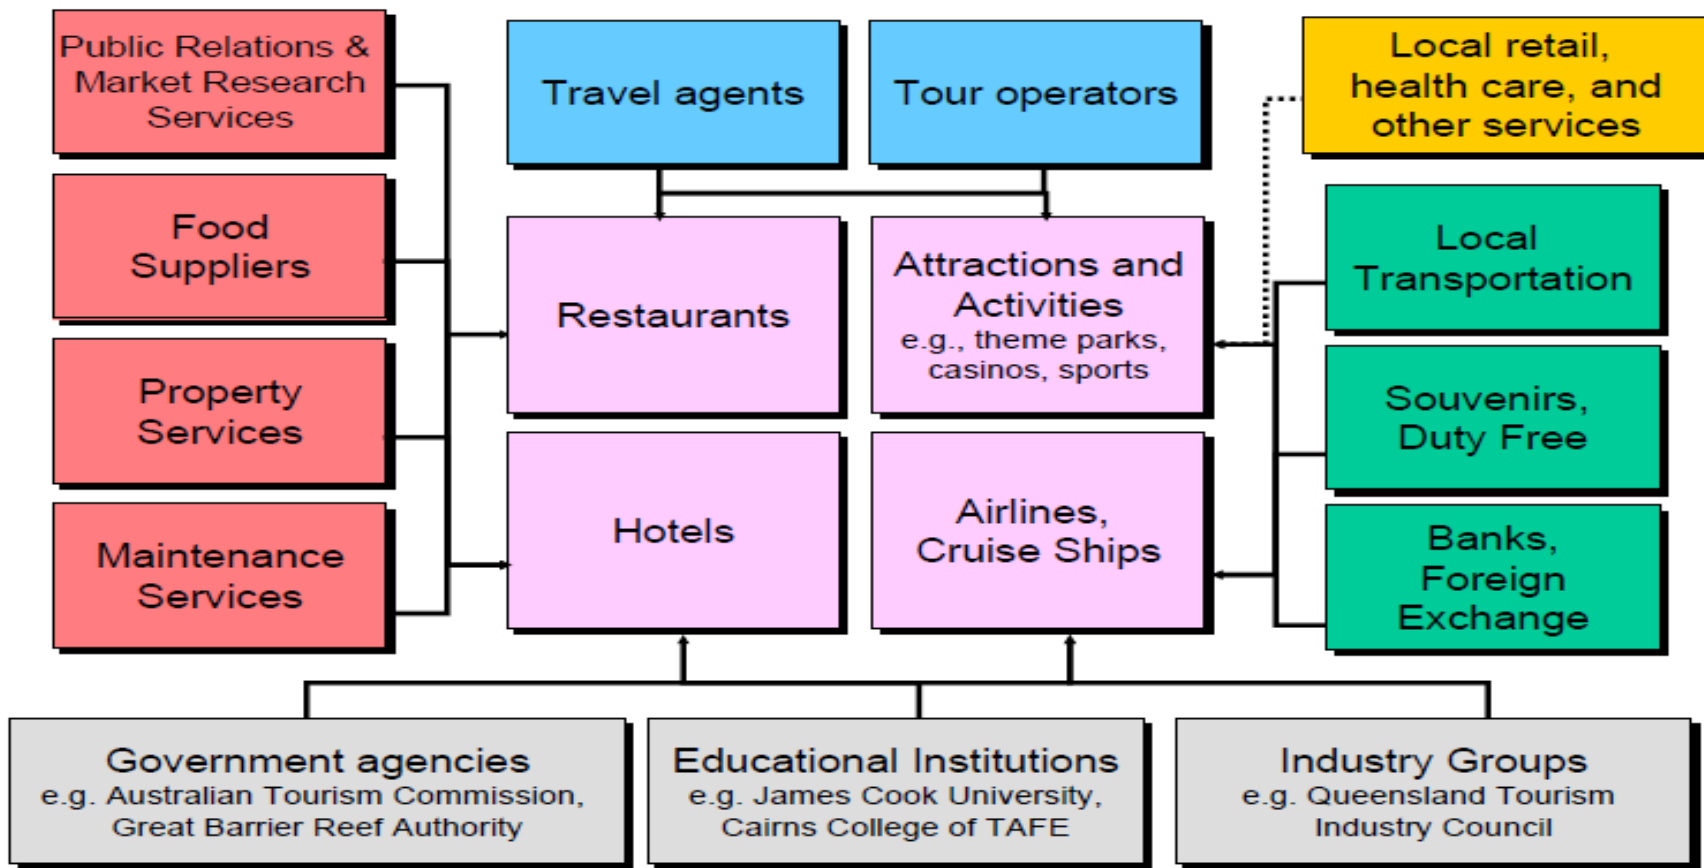 Public Relations &
Market Research
Services
Travel agents
Tour operators
Local retail,
health care, and
other services
Food
Suppliers
Restaurants
Attractions and
Activities
e.g., theme parks,
casinos, sports
Local
Transportation
Property
Services
Souvenirs,
Duty Free
Maintenance
Services
Hotels
Airlines,
Cruise Ships
Banks,
Foreign
Exchange
Government agencies
e.g. Australian Tourism Commission,
Great Barrier Reef Authority
Educational Institutions
e.g. James Cook University,
Cairns College of TAFE
Industry Groups
e.g. Queensland Tourism
Industry Council